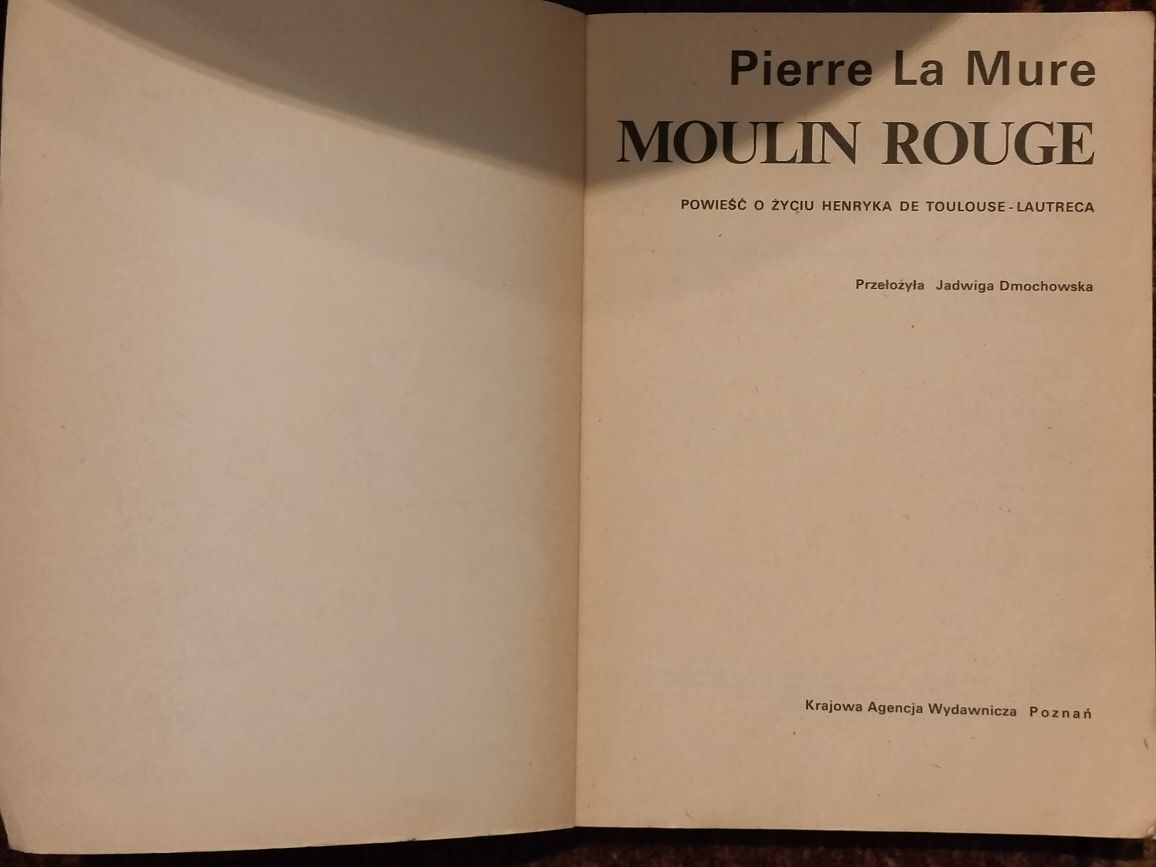 Pierre La Mure
MOULIN ROUGE
POWIEŚĆ O ŻYCIU HENRYKA DE TOULOUSE-LAUTRECA
Przełożyła Jadwiga Dmochowska
Krajowa Agencja Wydawnicza Poznań